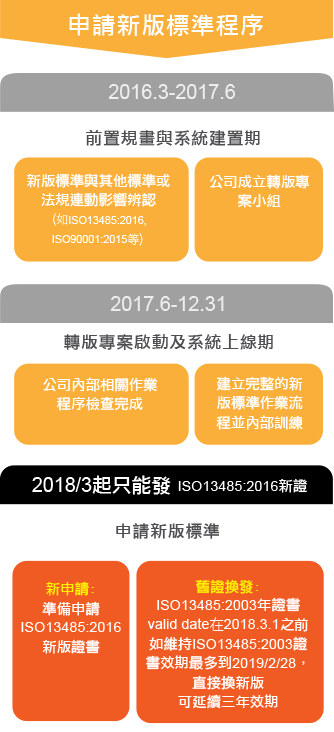 申請新版標準程序
2016.3-2017.6
前置規畫與系統建置期
新版標準與其他標準或
法規連動影響辨認
(如ISO13485:2016,
ISO90001:2015等)
公司成立轉版專
案小組
2017.6-12.31
轉版專案啟動及系統上線期
公司內部相關作業
程序檢查完成
建立完整的新
版標準作業流
程並內部訓練
2018/3起只能發 ISO13485:2016新證
申請新版標準
新申請:
準備申請
ISO13485:2016
新版證書
舊證換發:
ISO13485:2003年證書
valid date在2018.3.1之前
如維持ISO13485:2003證
書效期最多到2019/2/28，
直接換新版
可延續三年效期